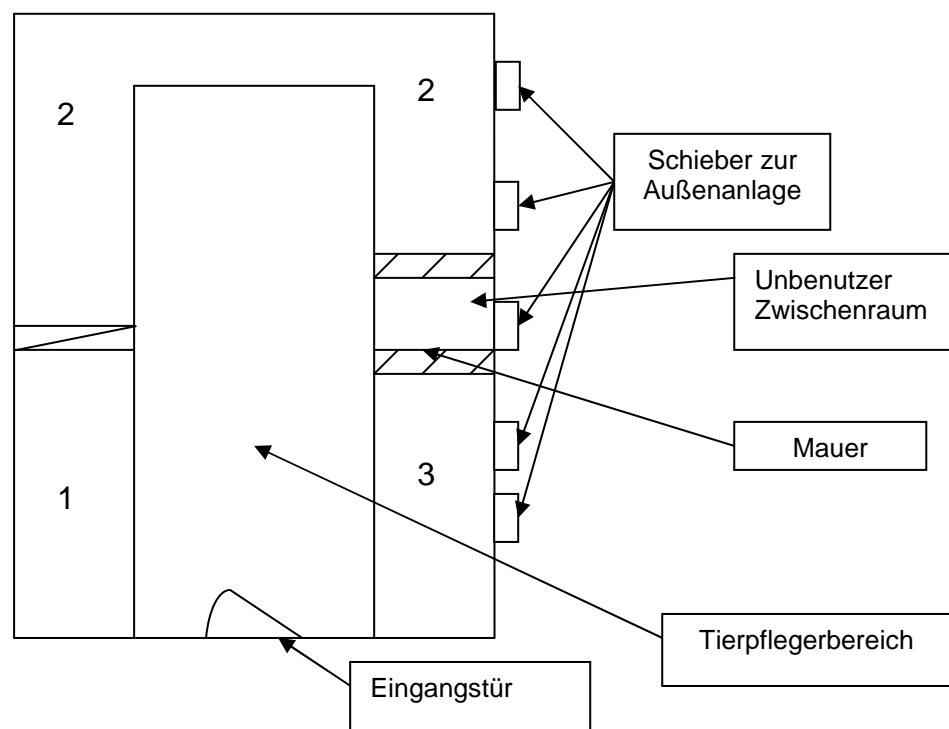 2
2
Schieber zur
Außenanlage
Unbenutzer
Zwischenraum
Mauer
3
1
Tierpflegerbereich
Eingangstür